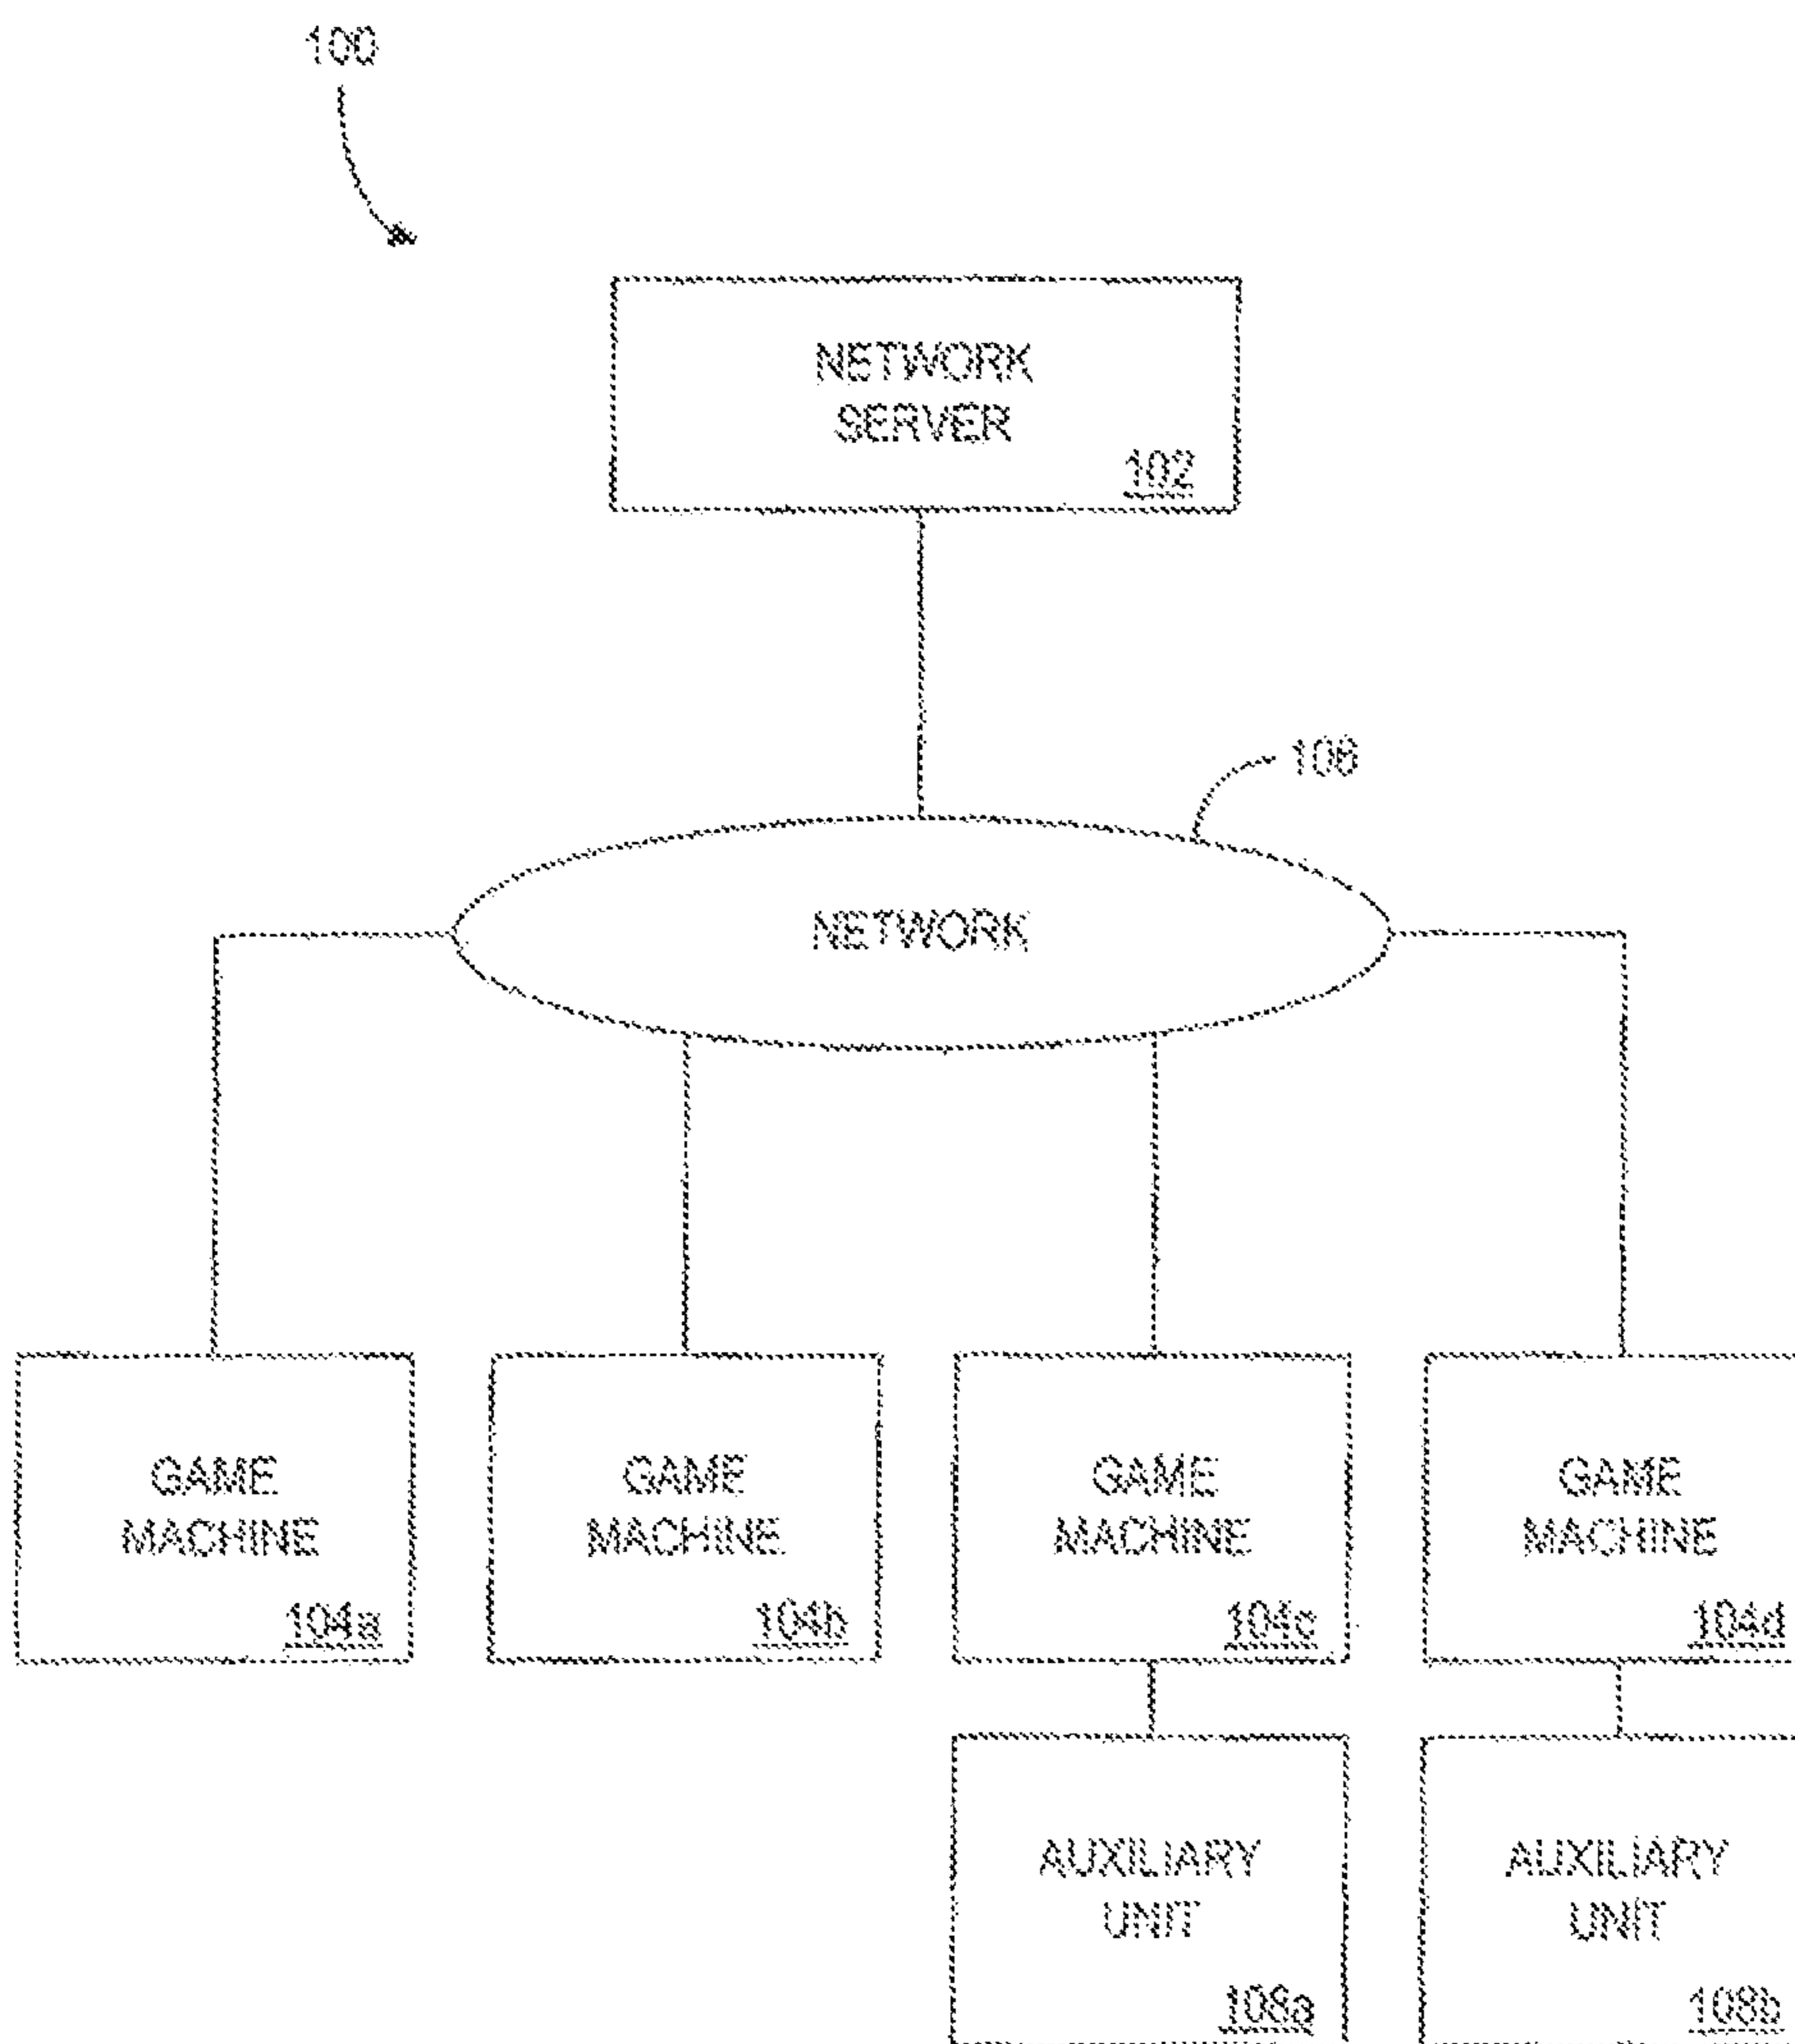 100
NETWORK
SERVER
102
106
NETWORK
GAME
MACHINE
104a
GAME
MACHINE
104b
GAME
MACHINE
104c
GAME
MACHINE
104d
AUXILIARY
UNIT
108a
AUXILIARY
UNIT
108b